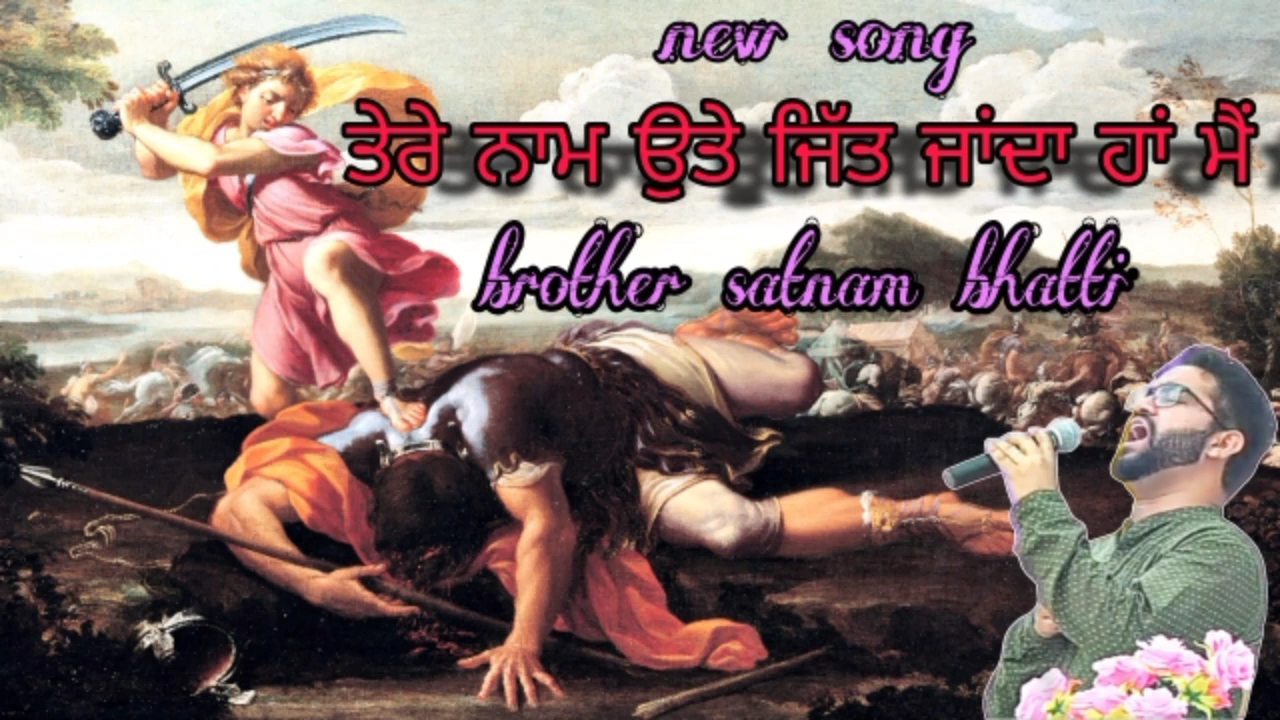 new song
ਤੇਰੇ ਨਾਮ ਉਤੇ ਜਿੱਤ ਜਾਂਦਾ ਹਾਂ ਮੈਂ
brother satnam bhatti